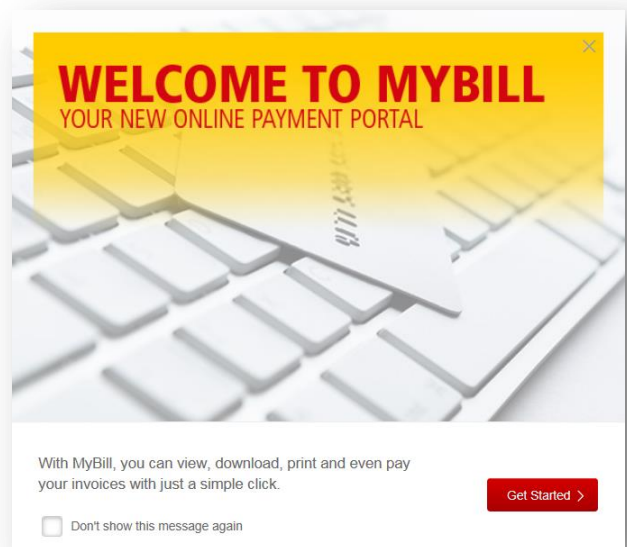 WELCOME TO MYBILL
YOUR NEW ONLINE PAYMENT PORTAL
With MyBill, you can view, download, print and even pay
your invoices with just a simple click.
Get Started >
Don't show this message again